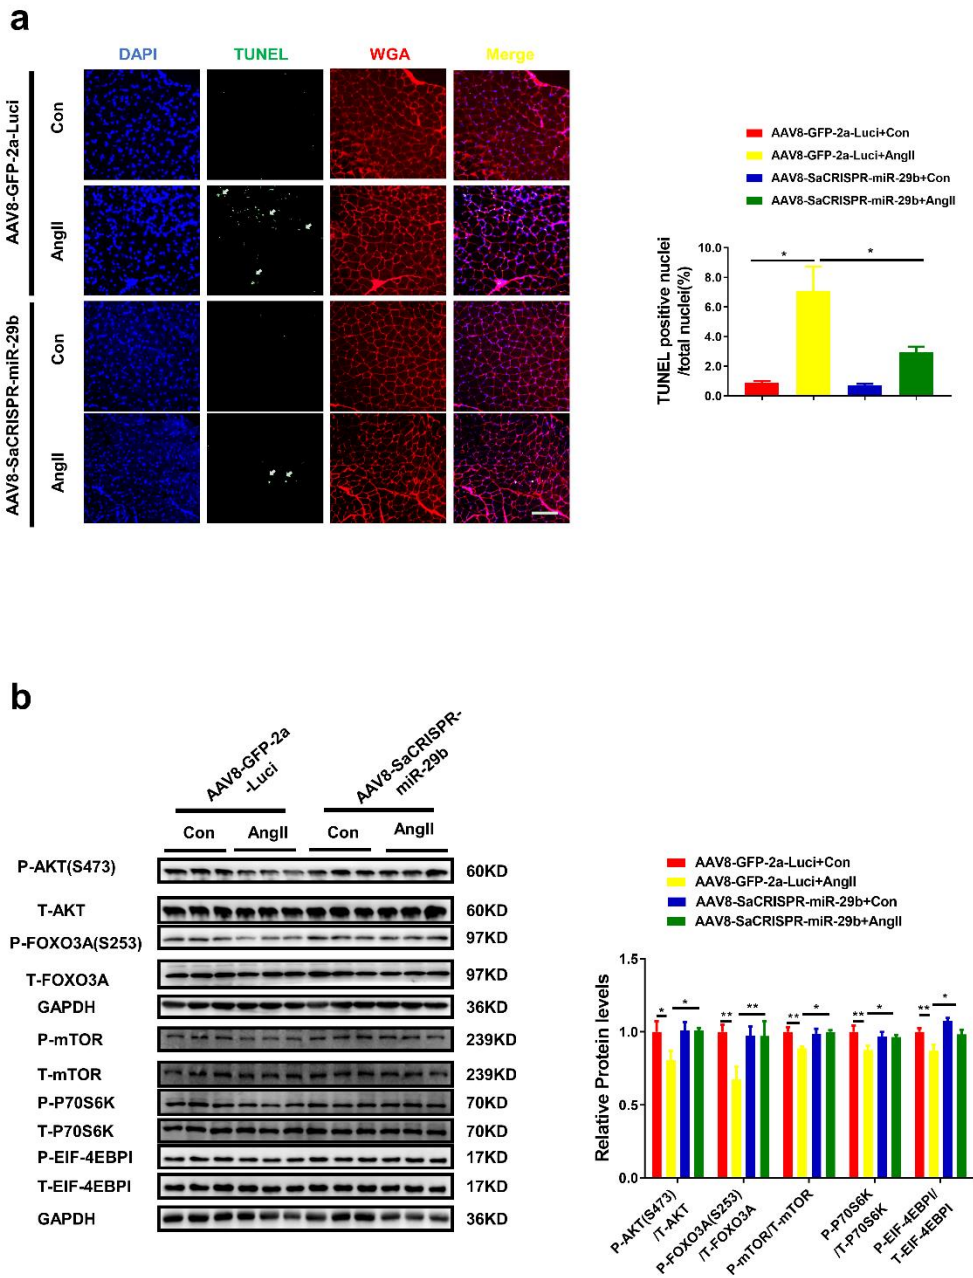 a
DAPI TUNEL WGA Merge
AAV8-GFP-2a-Luci
Con
AngII
AAV8-SaCRISPR-miR-29b
Con
AngII
AAV8-GFP-2a-Luci+Con
AAV8-GFP-2a-Luci+AngII
AAV8-SaCRISPR-miR-29b+Con
AAV8-SaCRISPR-miR-29b+AngII
TUNEL positive nuclei
/total nuclei(%)
10.0
8.0
6.0
4.0
2.0
0.0
* *
b
AAV8-GFP-2a
-Luci
AAV8-SaCRISPR-
miR-29b
Con AngII Con AngII
P-AKT(S473) 60KD
T-AKT 60KD
P-FOXO3A(S253) 97KD
T-FOXO3A 97KD
GAPDH 36KD
P-mTOR 239KD
T-mTOR 239KD
P-P70S6K 70KD
T-P70S6K 70KD
P-EIF-4EBPI 17KD
T-EIF-4EBPI 17KD
GAPDH 36KD
AAV8-GFP-2a-Luci+Con
AAV8-GFP-2a-Luci+AngII
AAV8-SaCRISPR-miR-29b+Con
AAV8-SaCRISPR-miR-29b+AngII
Relative Protein levels
1.5
1.0
0.5
0.0
* * ** ** ** * ** * ** *
P-AKT(S473)
/T-AKT
P-FOXO3A(S253)
/T-FOXO3A
P-mTOR/T-mTOR
P-P70S6K
/T-P70S6K
P-EIF-4EBPI/
T-EIF-4EBPI